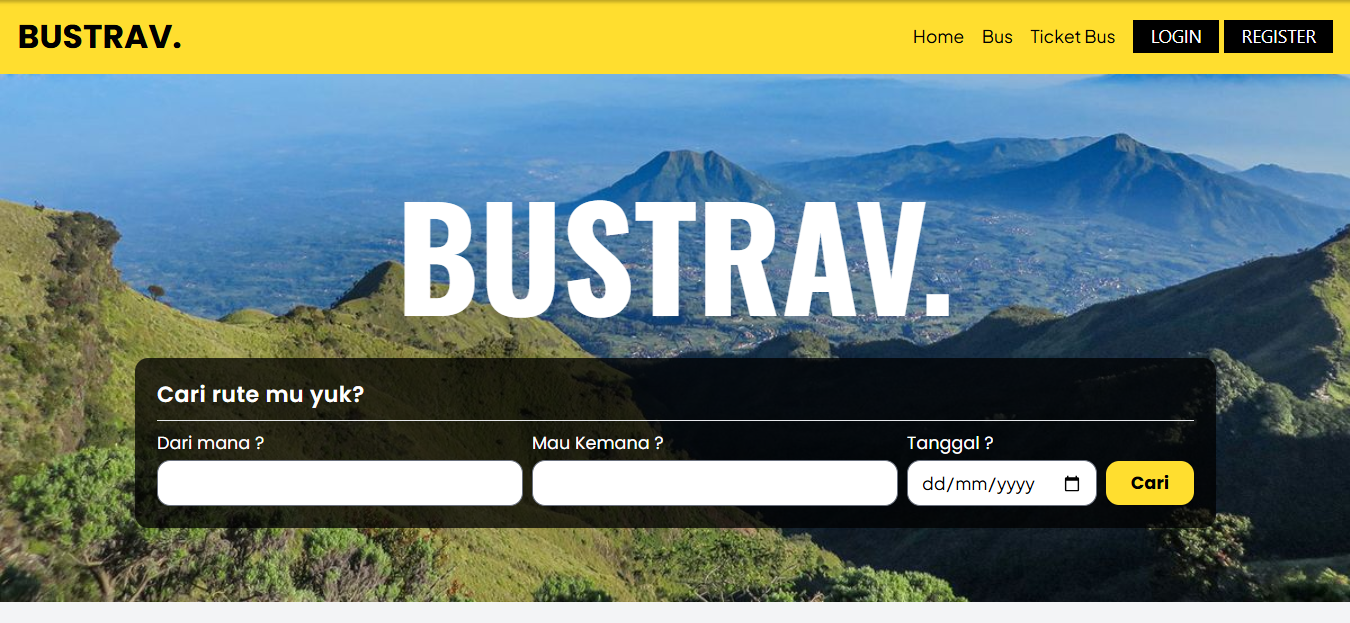 BUSTRAV.
Home Bus Ticket Bus LOGIN REGISTER
BUSTRAV.
Cari rute mu yuk?
Dari mana ? Mau Kemana ? Tanggal ?
dd/mm/yyyy Cari